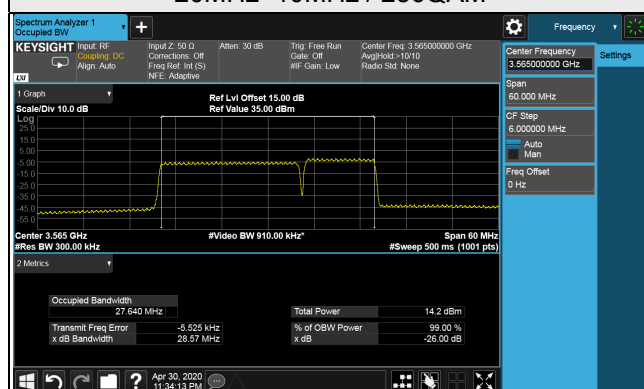 Spectrum Analyzer 1
Occupied BW
Frequency
KEYSIGHT
LXI
Input: RF
Coupling: DC
Align: Auto
Input Z: 50 Ω
Corrections: Off
Freq Ref: Int (S)
NFE: Adaptive
Atten: 30 dB
Trig: Free Run
Gate: Off
#IF Gain: Low
Center Freq: 3.565000000 GHz
Avg|Hold:>10/10
Radio Std: None
Center Frequency
3.565000000 GHz
Settings
Span
60.000 MHz
CF Step
6.000000 MHz
Auto
Man
Freq Offset
0 Hz
1 Graph
Scale/Div 10.0 dB
Ref Lvl Offset 15.00 dB
Ref Value 35.00 dBm
Log
25.0
15.0
5.00
-5.00
-15.0
-25.0
-35.0
-45.0
-55.0
Center 3.565 GHz
#Video BW 910.00 kHz*
Span 60 MHz
#Res BW 300.00 kHz
#Sweep 500 ms (1001 pts)
2 Metrics
Occupied Bandwidth
27.640 MHz
Total Power
14.2 dBm
Transmit Freq Error
-5.525 kHz
% of OBW Power
99.00 %
x dB Bandwidth
28.57 MHz
x dB
-26.00 dB
Apr 30, 2020
11:34:13 PM